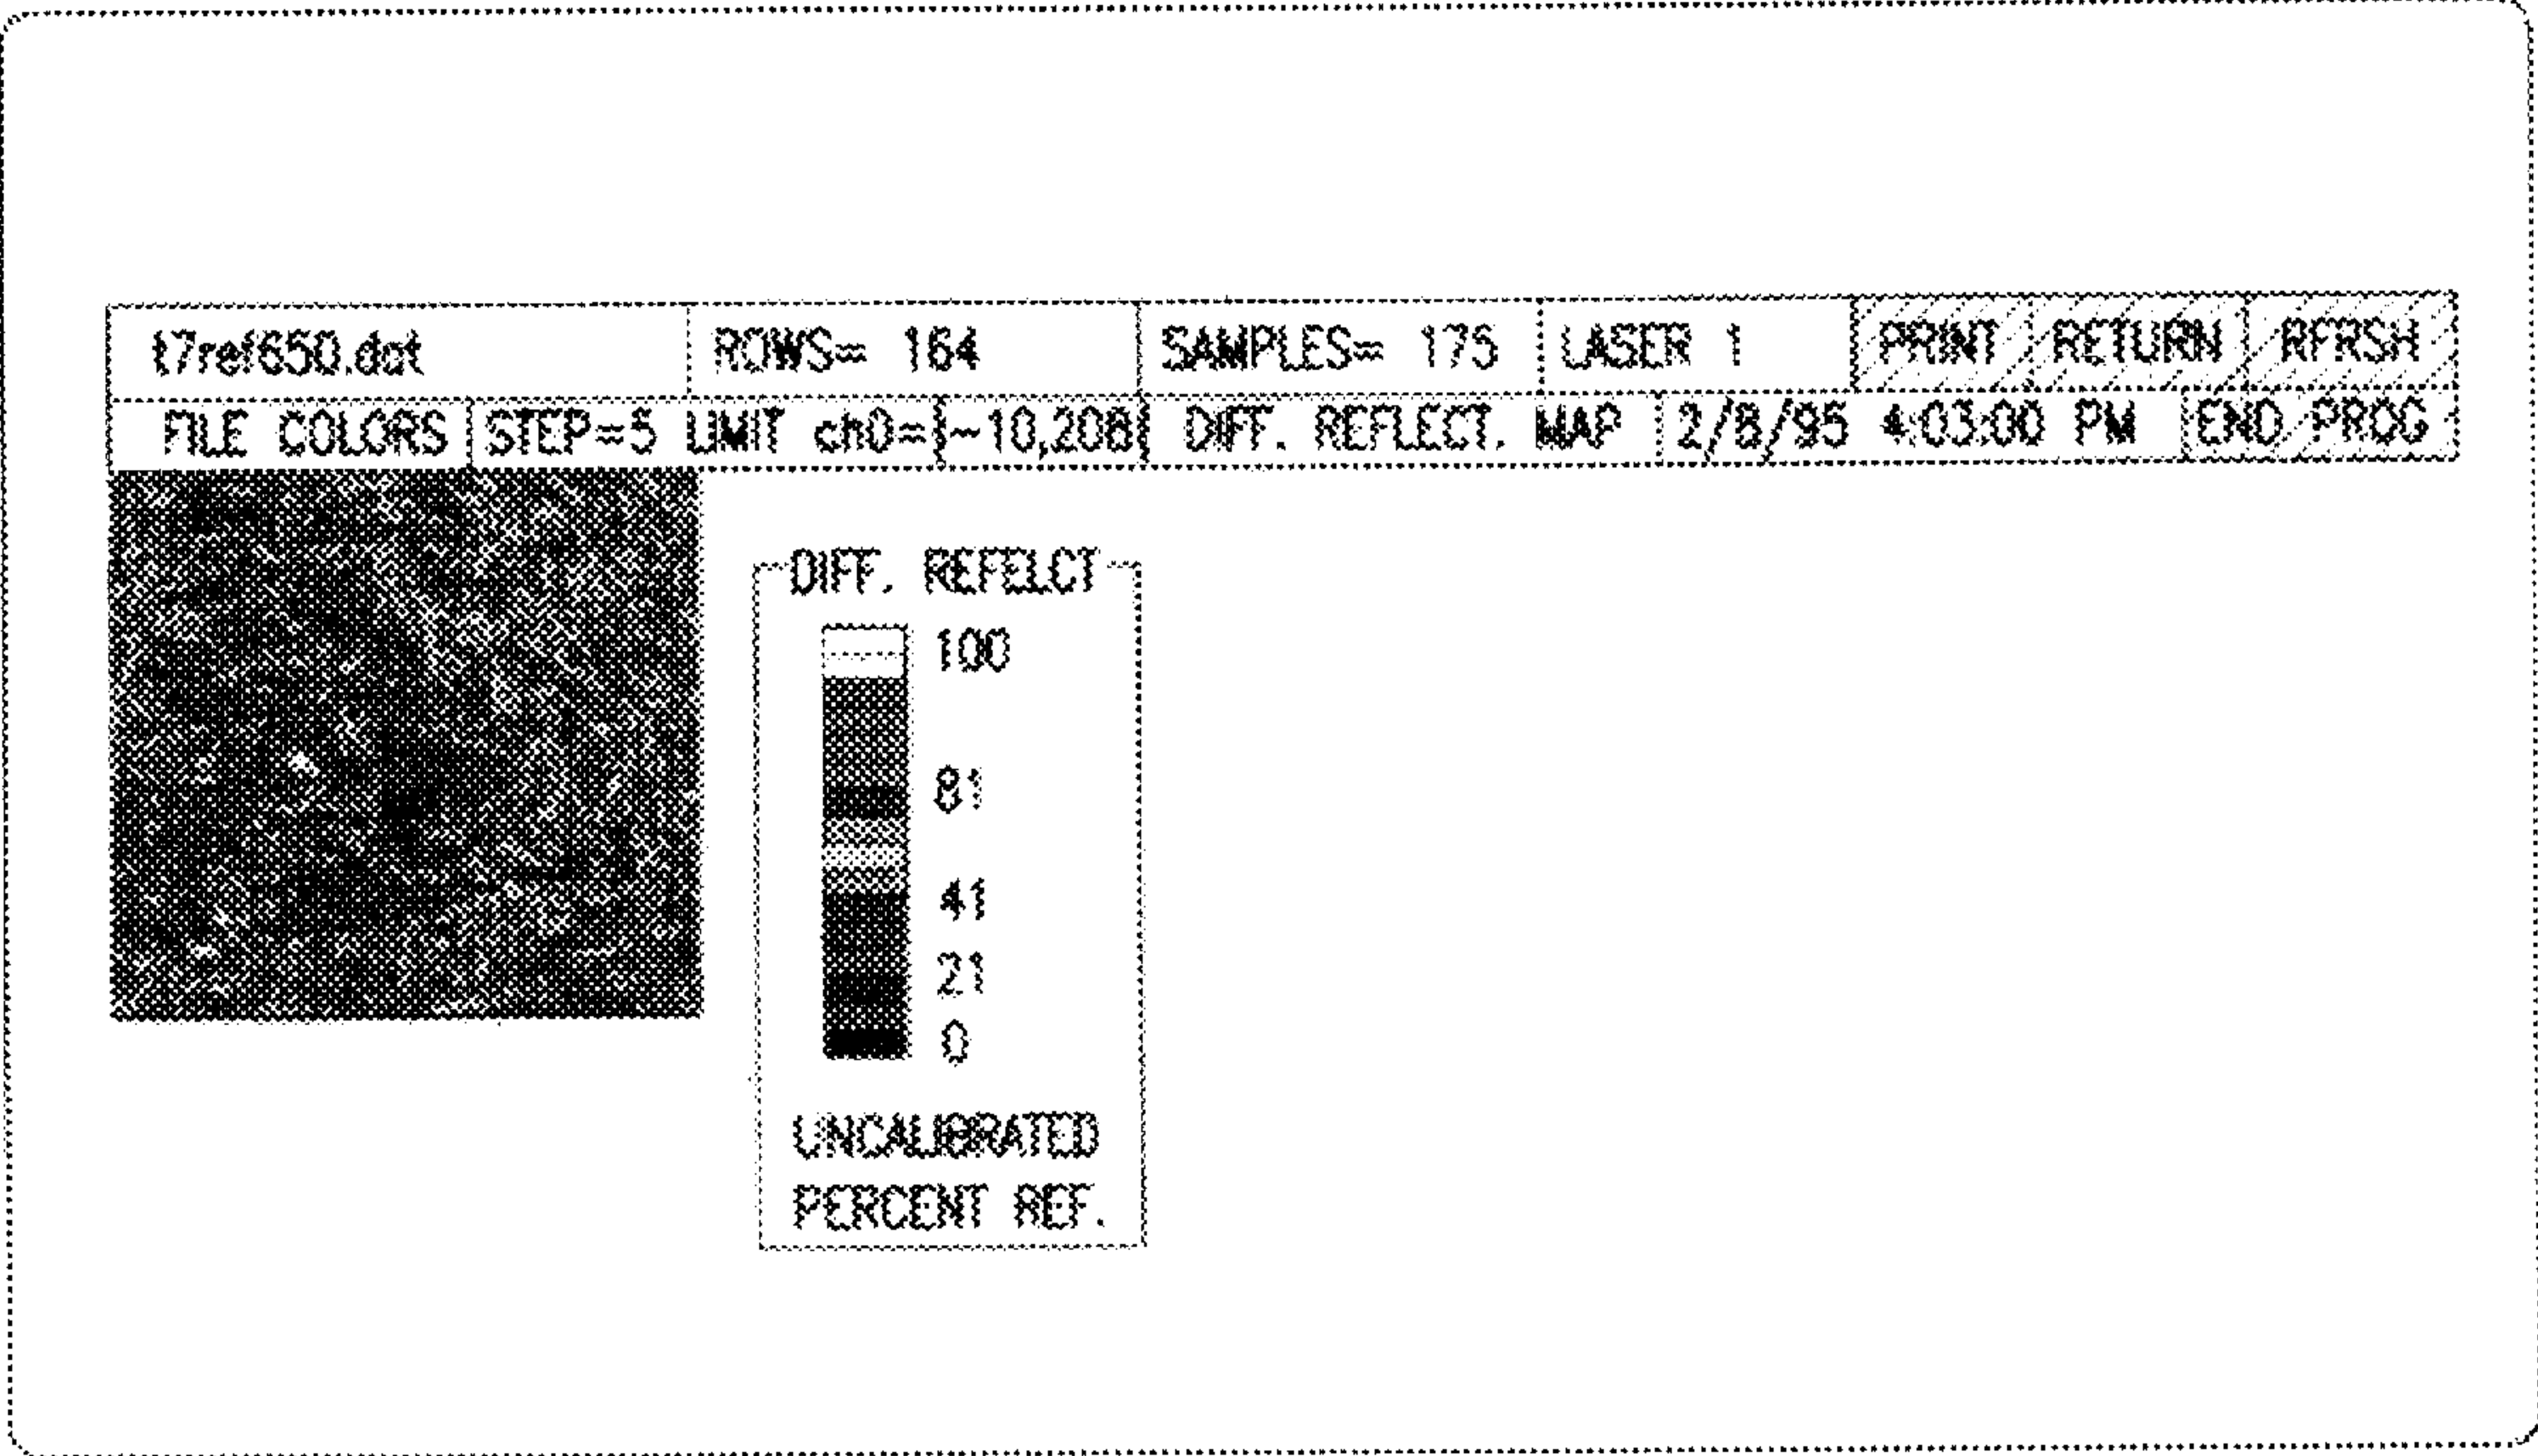 t7ref650.dat ROWS= 164 SAMPLES= 175 LASER 1 PRINT RETURN RFRSH
FILE COLORS STEP=5 LIMIT ch0={~10,208{ DIFF. REFLECT. MAP 2/8/95 4:03:00 PM END PROG
DIFF. REFELCT
100
81
41
21
0
UNCALIBRATED
PERCENT REF.